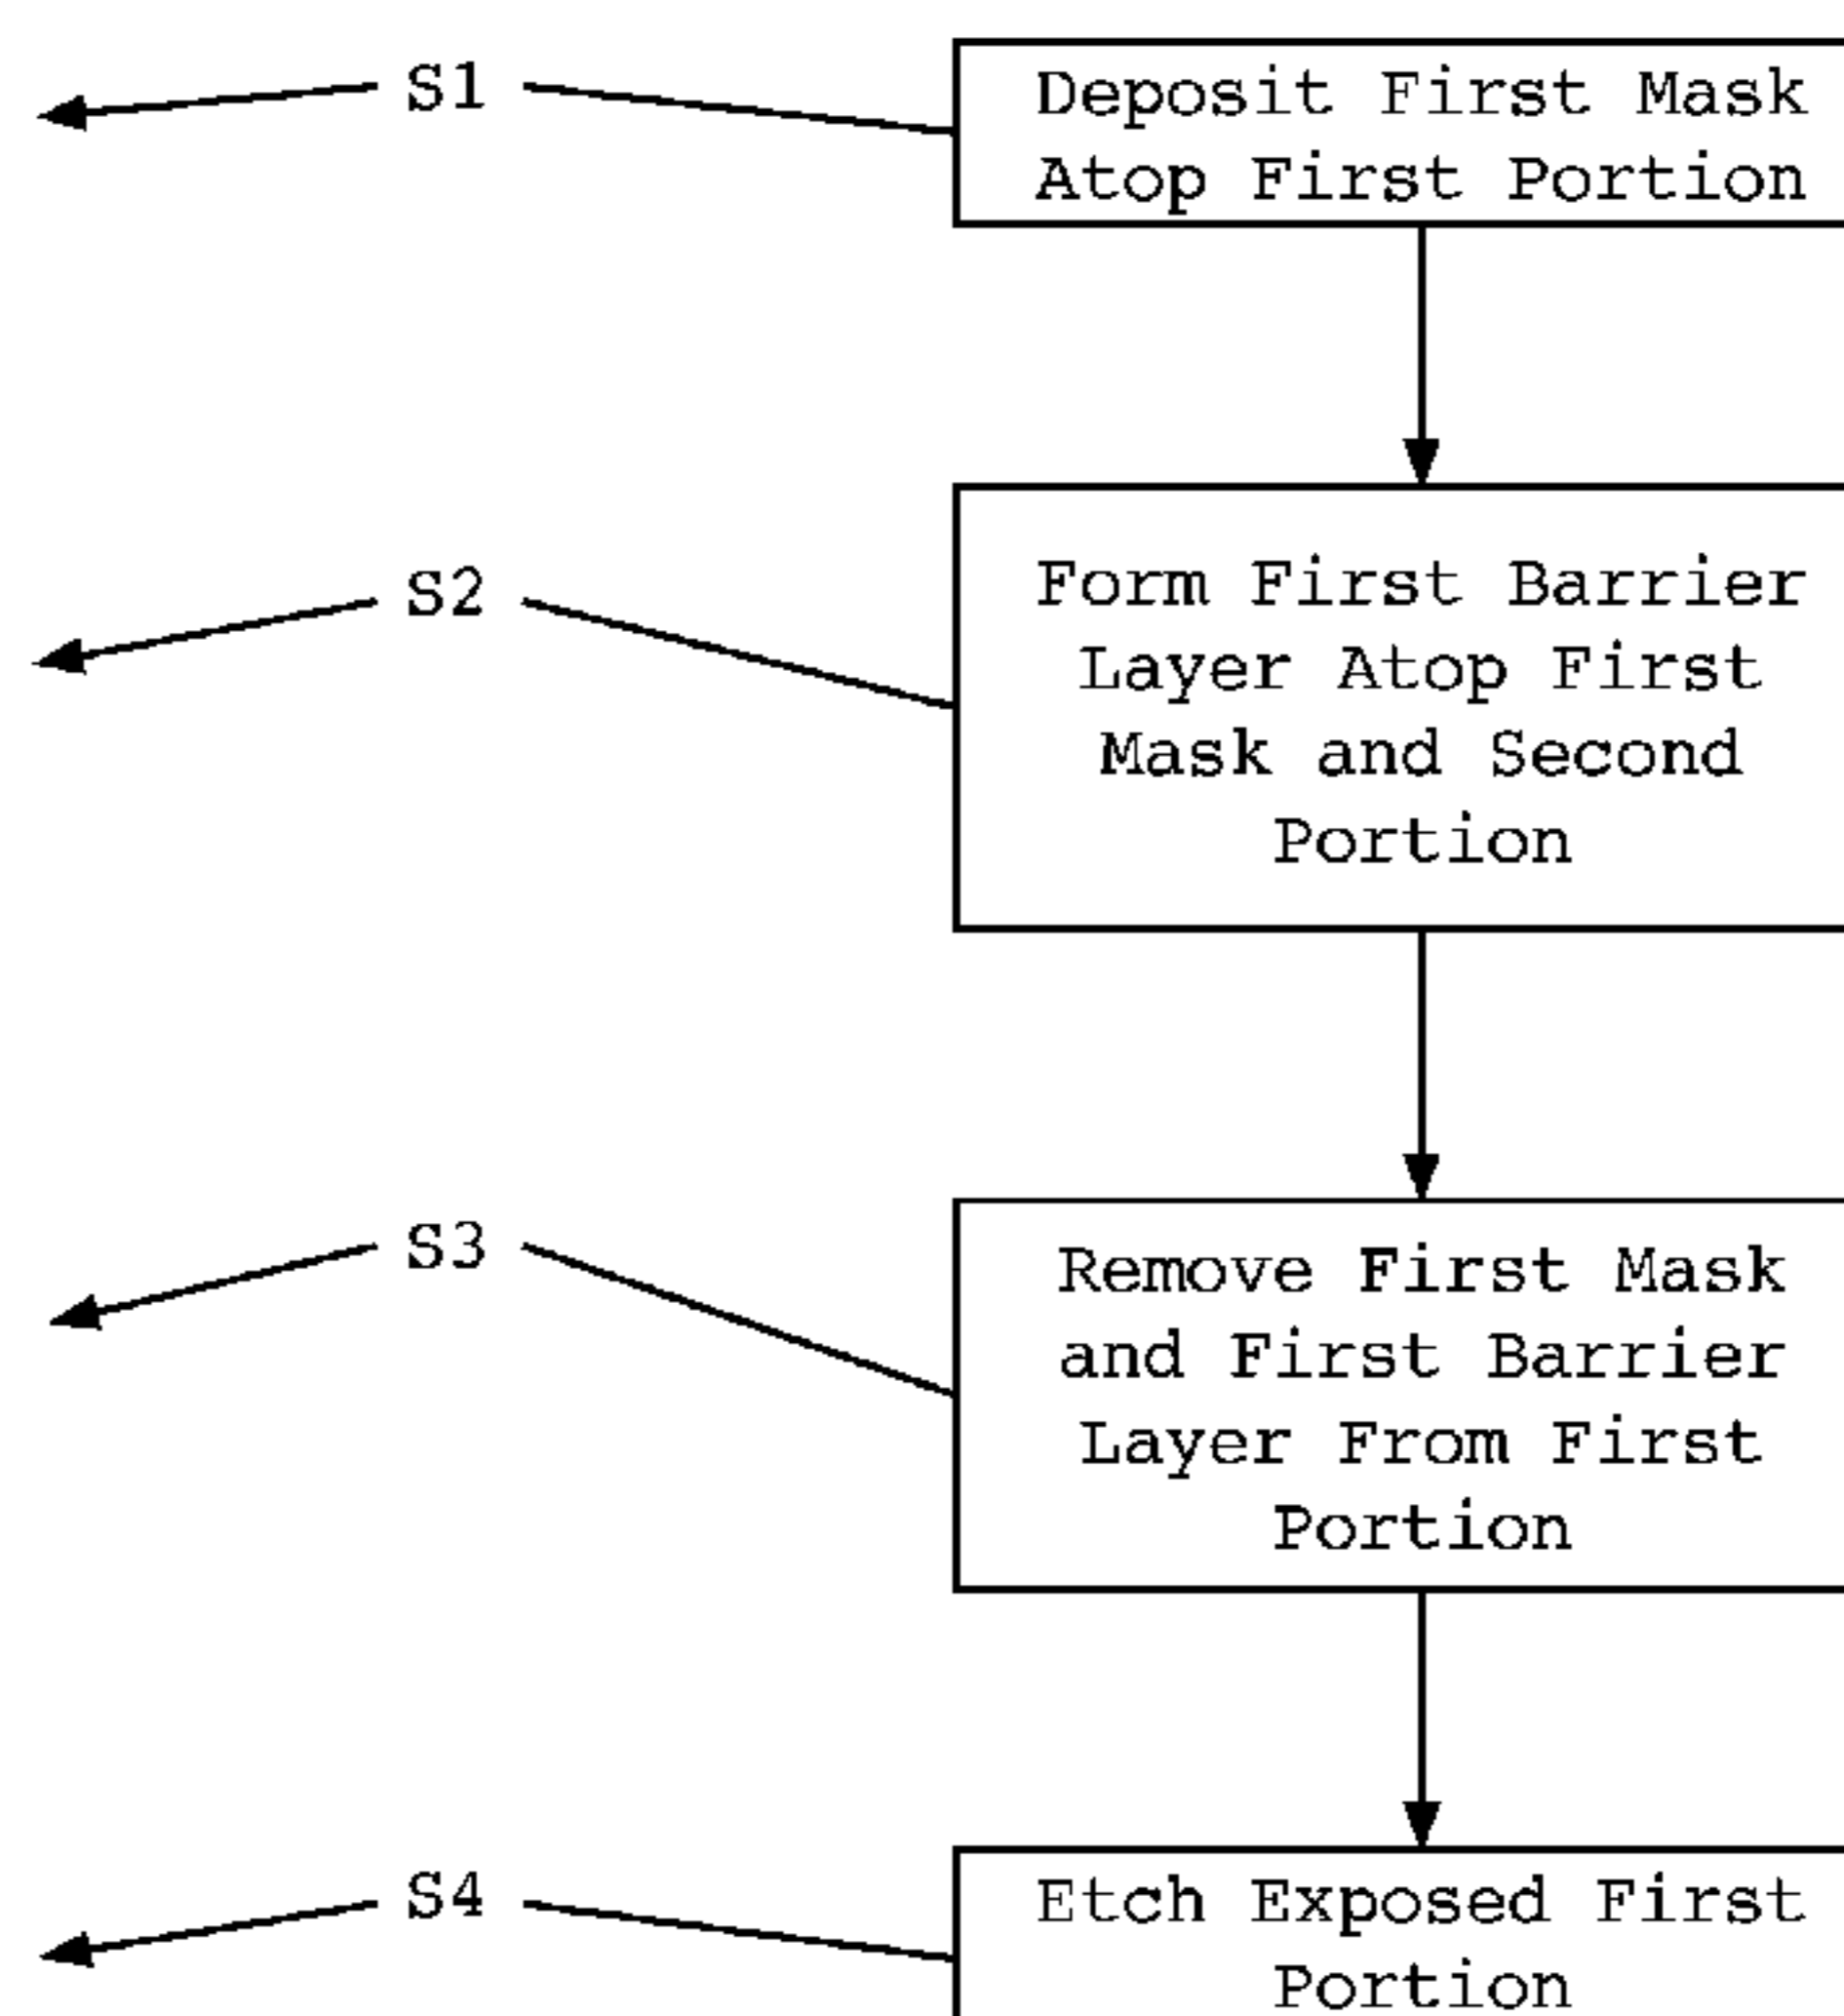 S1
Deposit First Mask
Atop First Portion
S2
Form First Barrier
Layer Atop First
Mask and Second
Portion
S3
Remove First Mask
and First Barrier
Layer From First
Portion
S4
Etch Exposed First
Portion